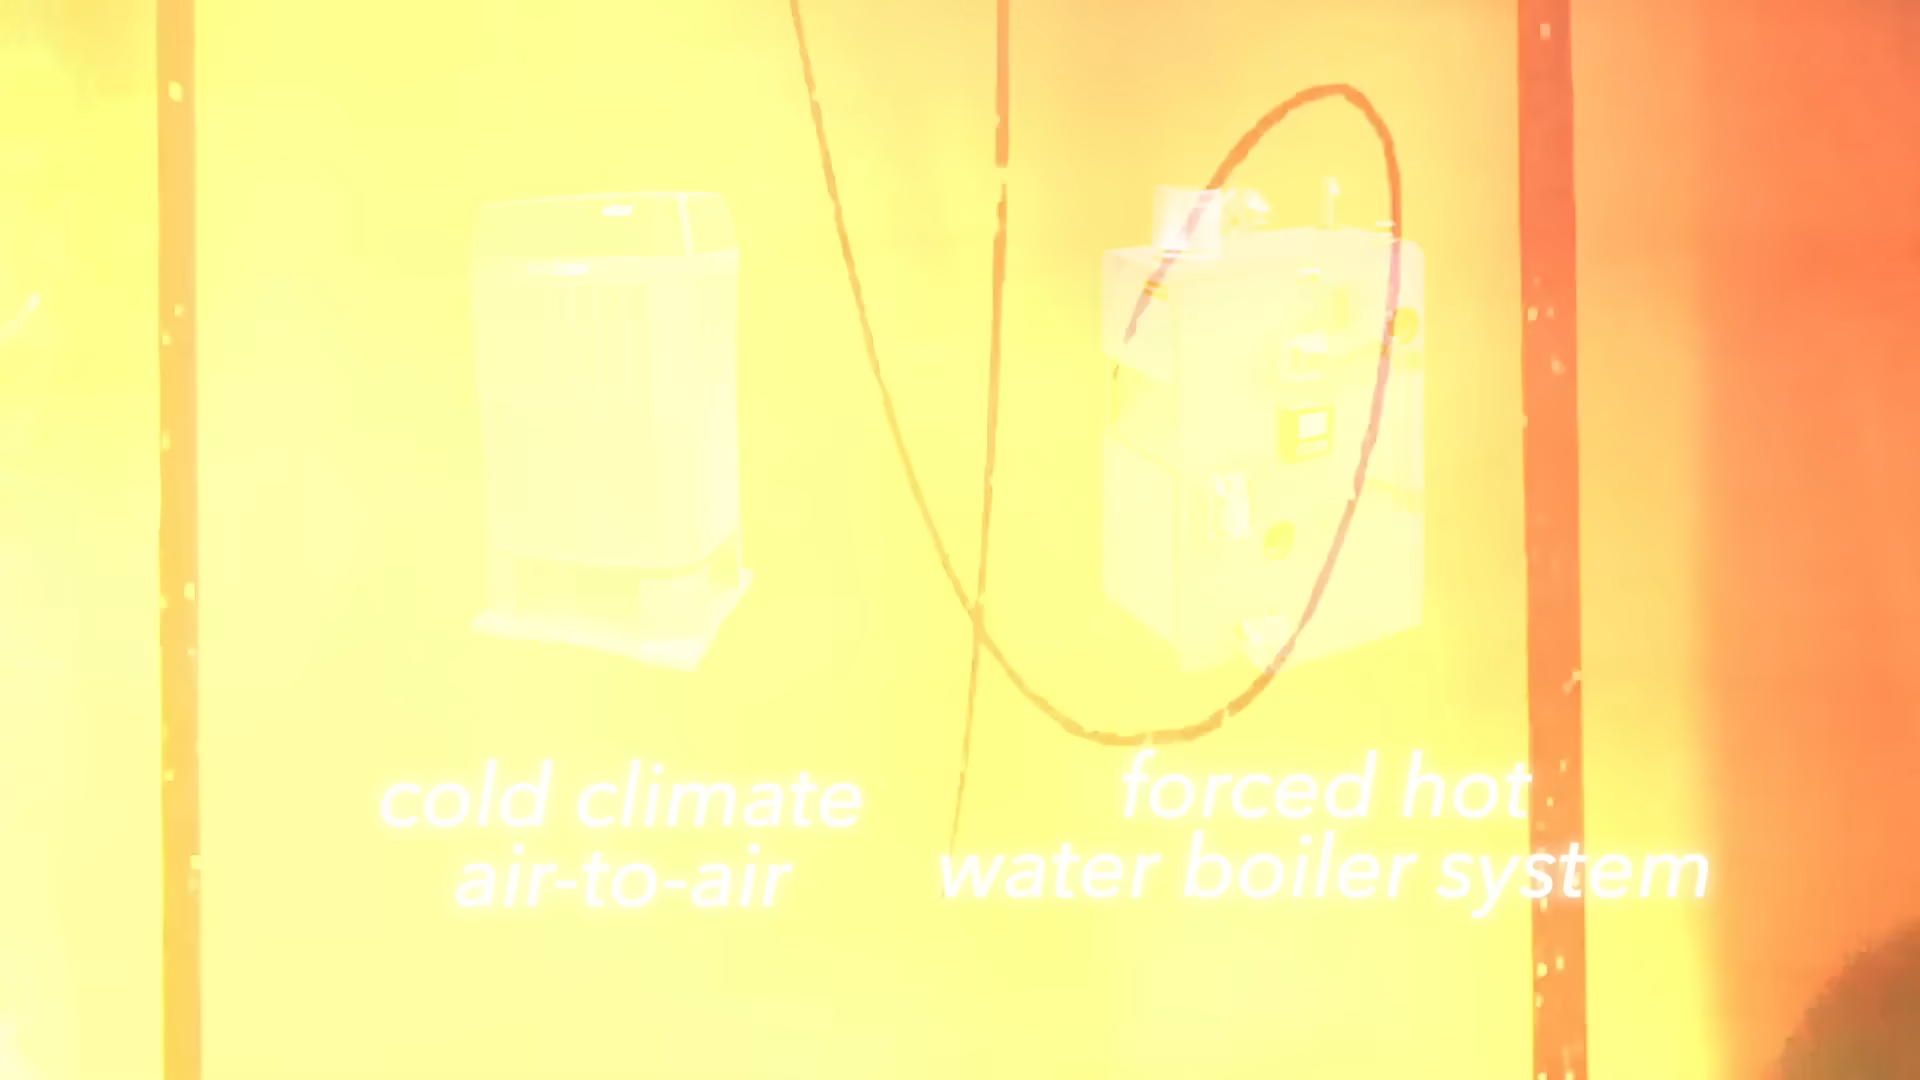 cold climate
air-to-air
forced hot
water boiler system